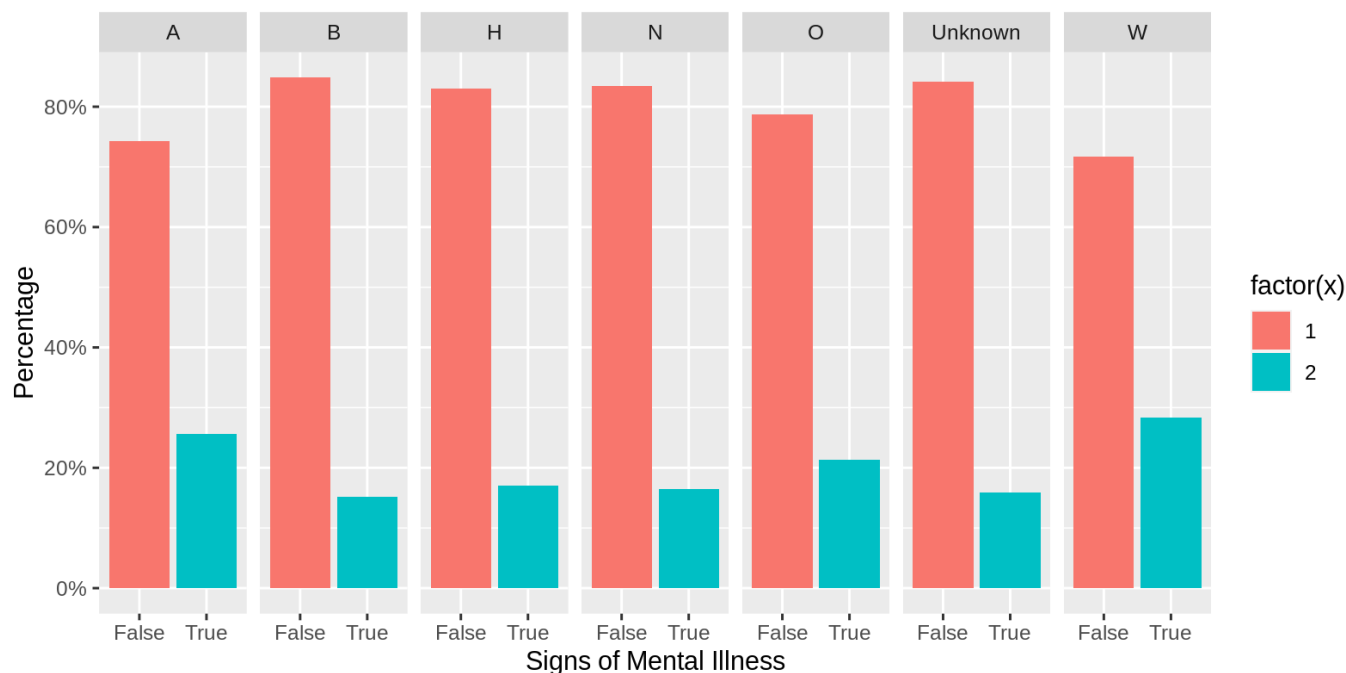 A B H N O Unknown W
80%
60%
40%
20%
0%
Percentage
False True False True False True False True False True False True False True
Signs of Mental Illness
factor(x)
1
2